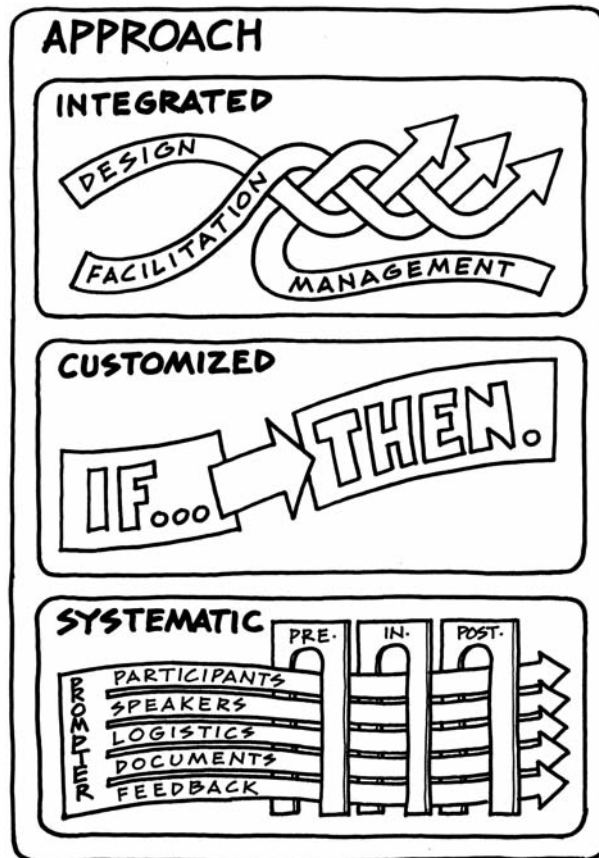 APPROACH
INTEGRATED
DESIGN
FACILITATION
MANAGEMENT
CUSTOMIZED
IF...
THEN.
SYSTEMATIC
PRE.
IN.
POST.
PROMPTER
PARTICIPANTS
SPEAKERS
LOGISTICS
DOCUMENTS
FEEDBACK